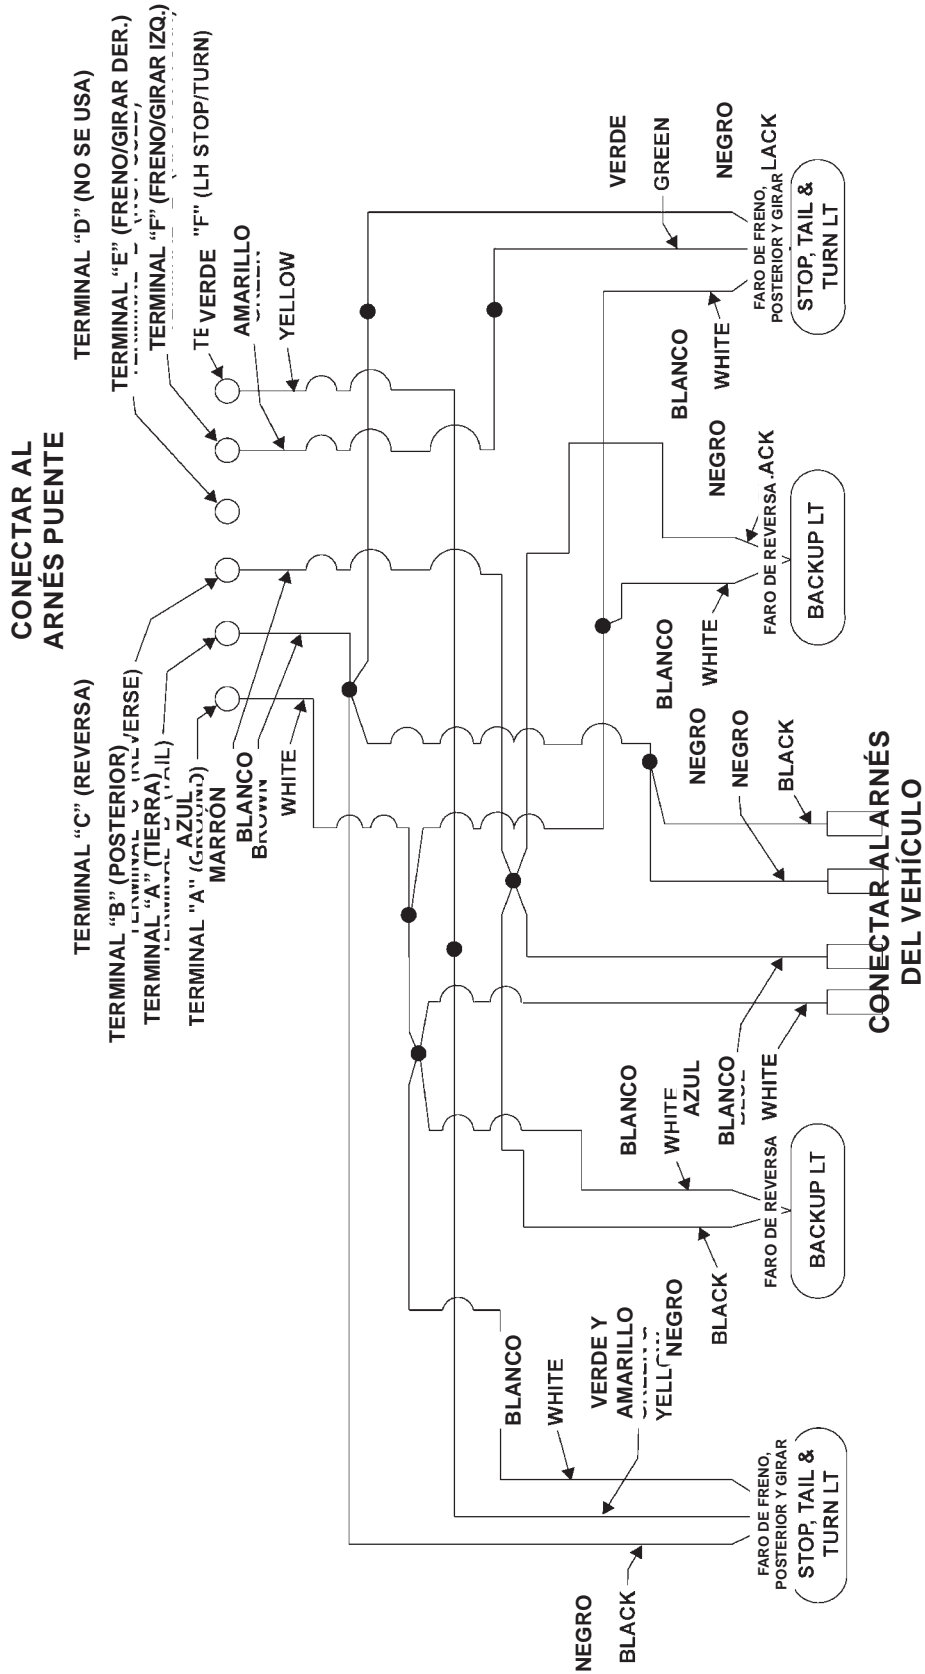 CONECTAR AL
ARNÉS PUENTE
TERMINAL “C” (REVERSA)
TERMINAL “B” (POSTERIOR)
TERMINAL “A” (TIERRA)
TERMINAL "A"
AZUL
MARRÓN
BLANCO
BROWN
WHITE
TERMINAL “D” (NO SE USA)
TERMINAL “E” (FRENO/GIRAR DER.)
TERMINAL “F” (FRENO/GIRAR IZQ.)
"F" (LH STOP/TURN)
VERDE
AMARILLO
YELLOW
NEGRO
BLACK
BLANCO
WHITE
VERDE Y
AMARILLO
NEGRO
BLACK
FARO DE FRENO,
POSTERIOR Y GIRAR
STOP, TAIL &
TURN LT
BLANCO
WHITE
AZUL
BLANCO
WHITE
FARO DE REVERSA
BACKUP LT
NEGRO
NEGRO
BLACK
CONECTAR AL ARNÉS
DEL VEHÍCULO
BLANCO
WHITE
NEGRO
FARO DE REVERSA
BACKUP LT
BLANCO
WHITE
VERDE
GREEN
NEGRO
FARO DE FRENO,
POSTERIOR Y GIRAR
STOP, TAIL &
TURN LT